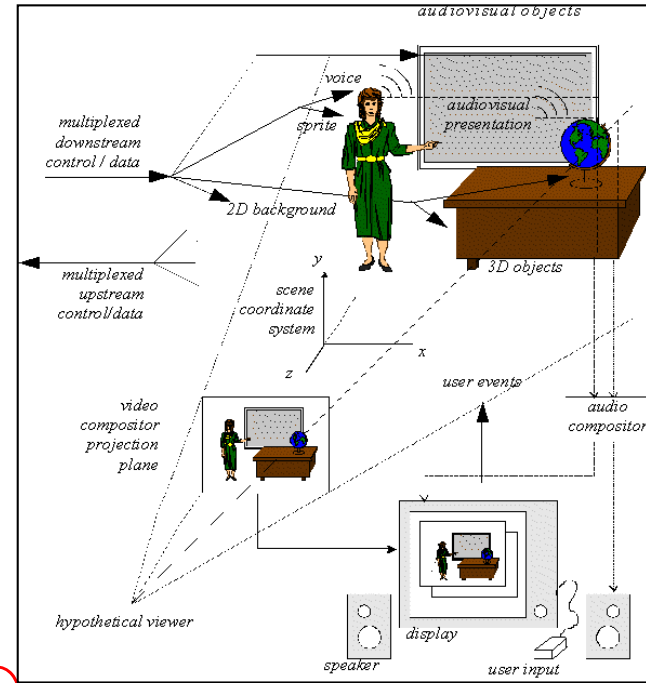 audiovisual objects
voice
sprite
audiovisual
presentation
multiplexed
downstream
control / data
2D background
3D objects
multiplexed
upstream
control/data
y
scene
coordinate
system
x
z
user events
video
compositor
projection
plane
audio
compositor
hypothetical viewer
display
speaker
user input